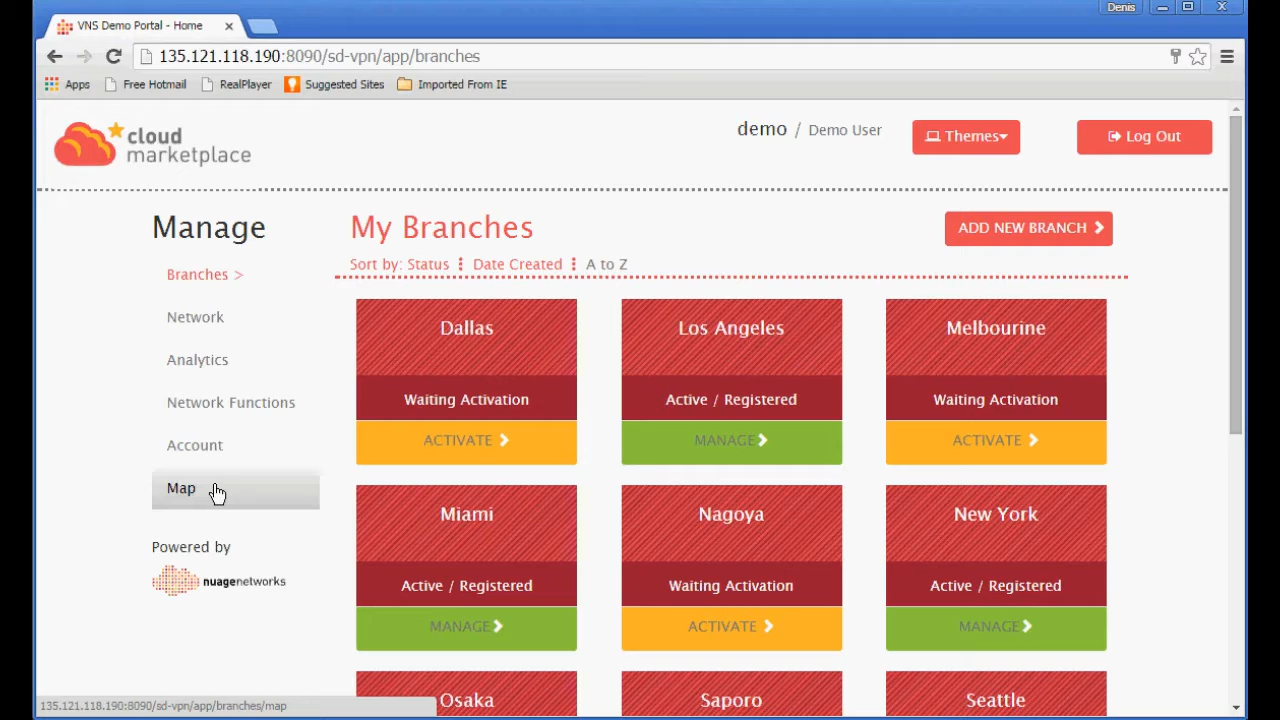 Denis
VNS Demo Portal - Home
135.121.118.190:8090/sd-vpn/app/branches
Apps Free Hotmail RealPlayer Suggested Sites Imported From IE
cloud
marketplace
demo / Demo User
Themes
Log Out
Manage
Branches >
Network
Analytics
Network Functions
Account
Map
Powered by
nuagenetworks
My Branches
ADD NEW BRANCH
Sort by: Status Date Created A to Z
Dallas
Waiting Activation
ACTIVATE
Los Angeles
Active / Registered
MANAGE
Melbourine
Waiting Activation
ACTIVATE
Miami
Active / Registered
MANAGE
Nagoya
Waiting Activation
ACTIVATE
New York
Active / Registered
MANAGE
Osaka
Saporo
Seattle
135.121.118.190:8090/sd-vpn/app/branches/map